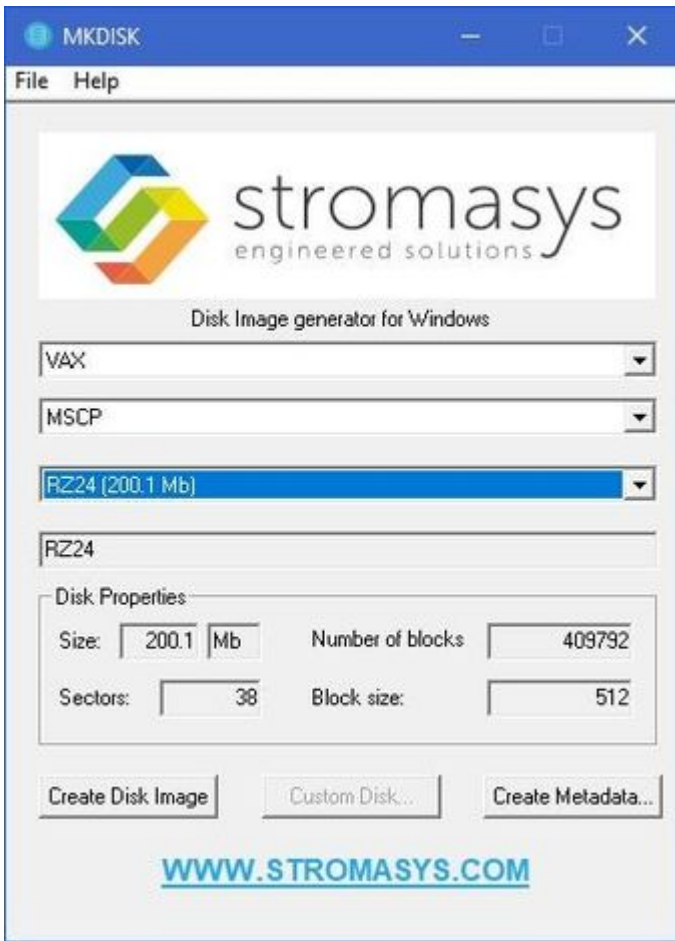 MKDISK
File Help
stromasys
engineered solutions
Disk Image generator for Windows
VAX
MSCP
RZ24 (200.1 Mb)
RZ24
Disk Properties
Size: 200.1 Mb Number of blocks 409792
Sectors: 38 Block size: 512
Create Disk Image Custom Disk... Create Metadata...
WWW.STROMASYS.COM